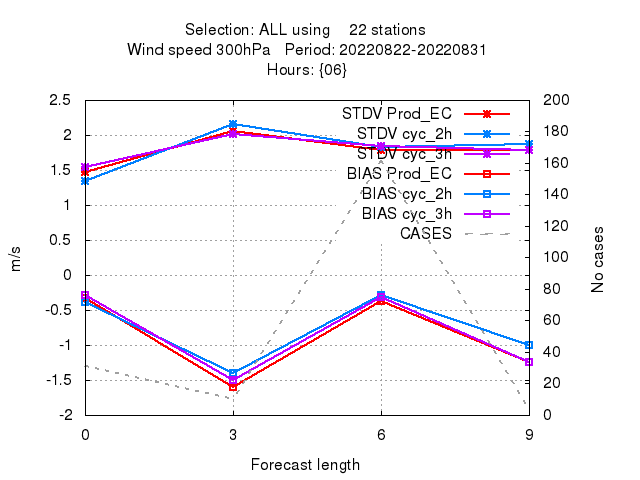 Selection: ALL using 22 stations
Wind speed 300hPa Period: 20220822-20220831
Hours: {06}
2.5
2
1.5
1
0.5
0
-0.5
-1
-1.5
-2
m/s
STDV Prod_EC
STDV cyc_2h
STDV cyc_3h
BIAS Prod_EC
BIAS cyc_2h
BIAS cyc_3h
CASES
200
180
160
140
120
100
80
60
40
20
0
No cases
0 3 6 9
Forecast length